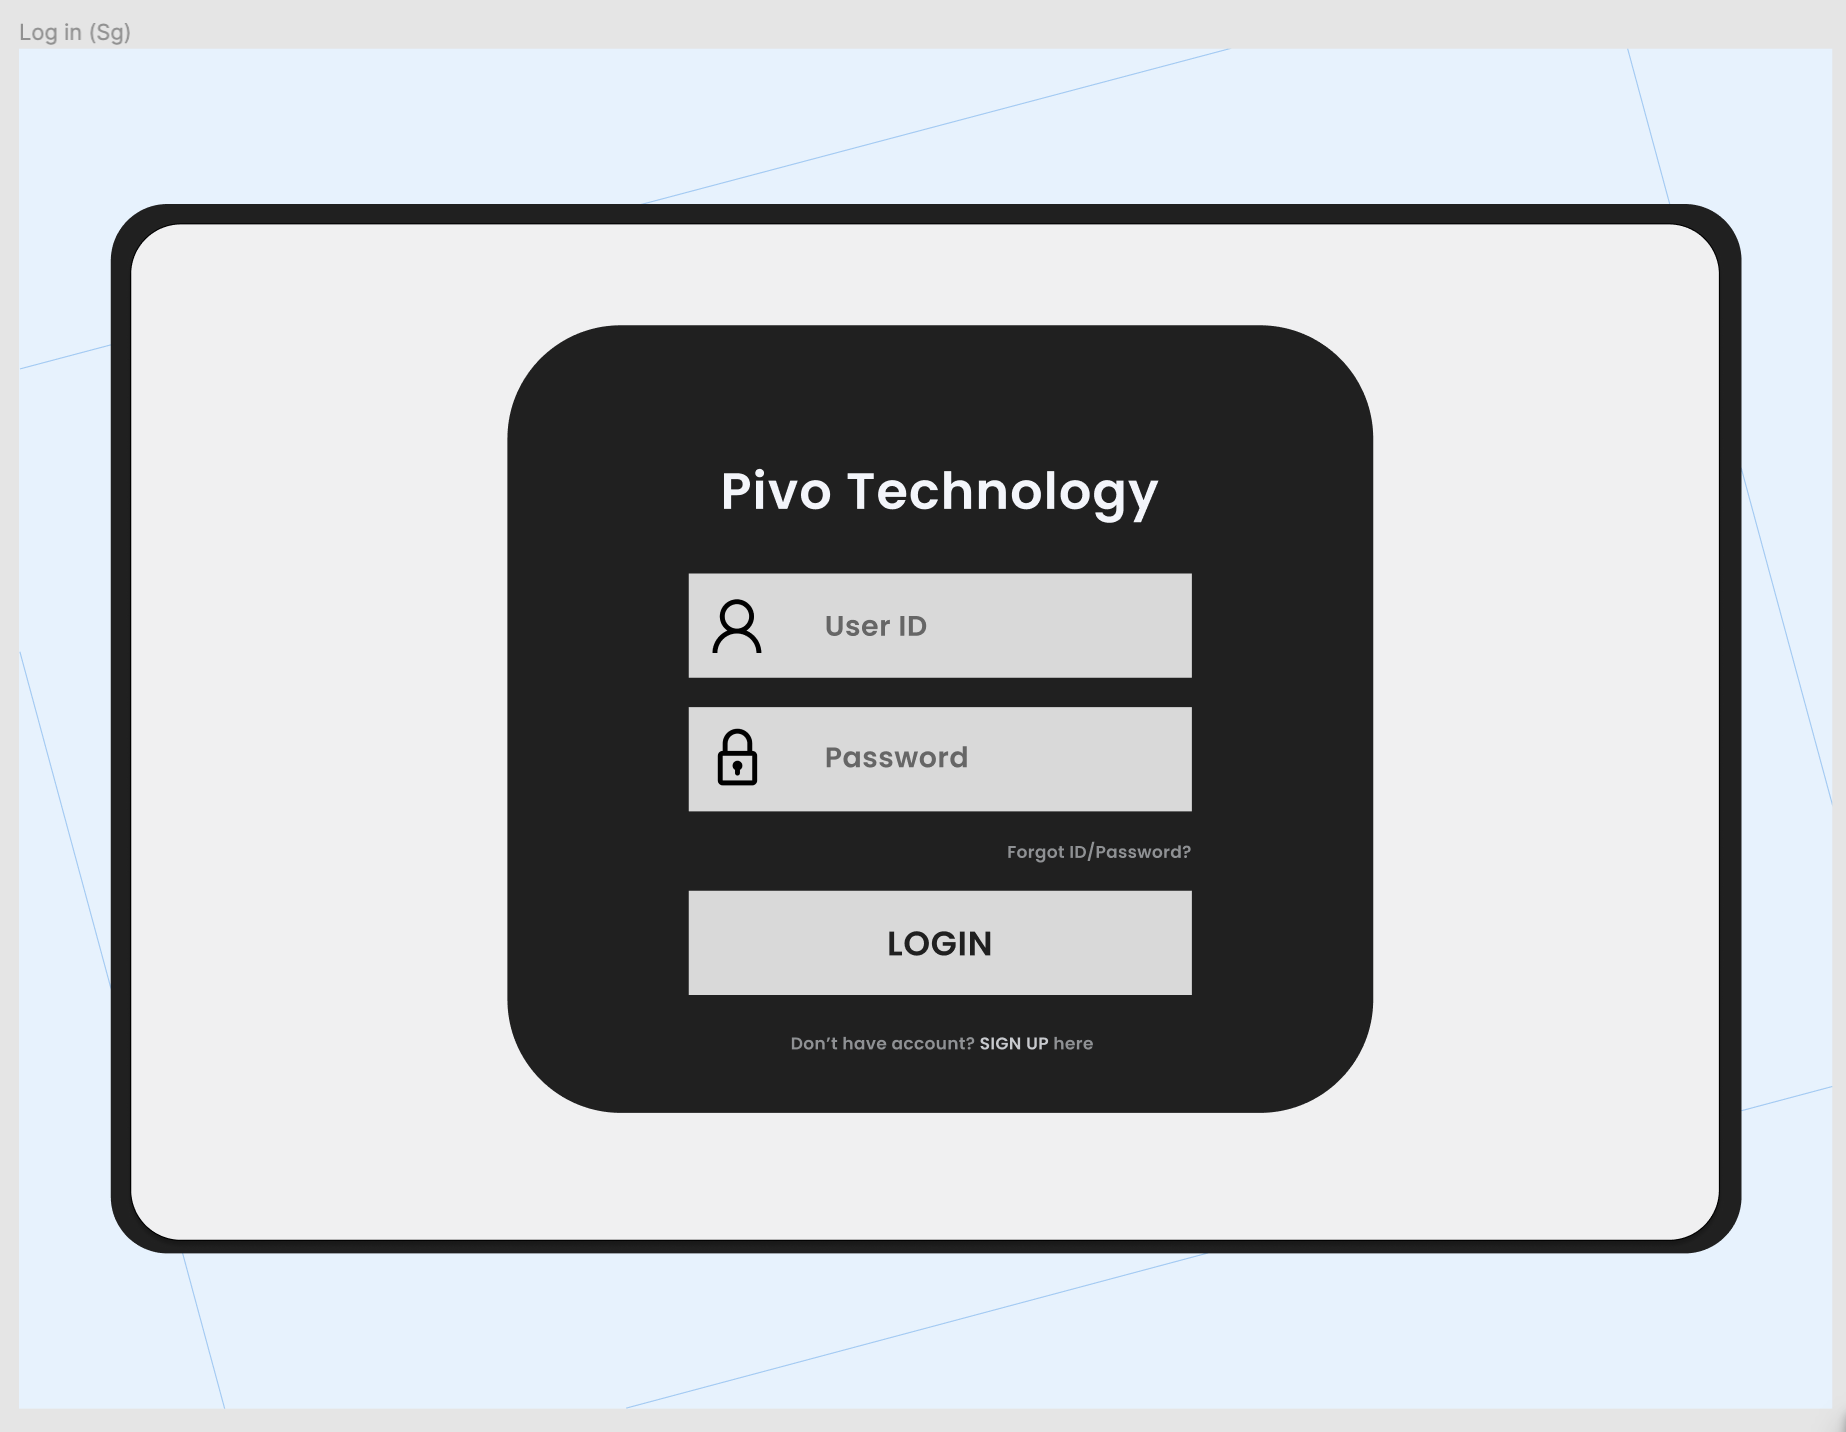 Log in (Sg)
Pivo Technology
User ID
Password
Forgot ID/Password?
LOGIN
Don’t have account? SIGN UP here